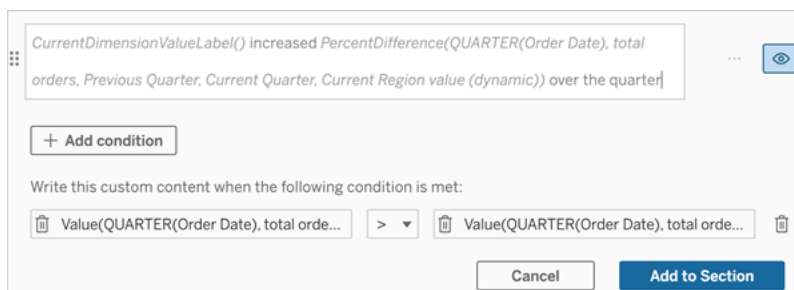 CurrentDimensionValueLabel() increased PercentDifference(QUARTER(Order Date), total
orders, Previous Quarter, Current Quarter, Current Region value (dynamic)) over the quarter
+ Add condition
Write this custom content when the following condition is met:
Value(QUARTER(Order Date), total orde... > Value(QUARTER(Order Date), total orde...
Cancel Add to Section